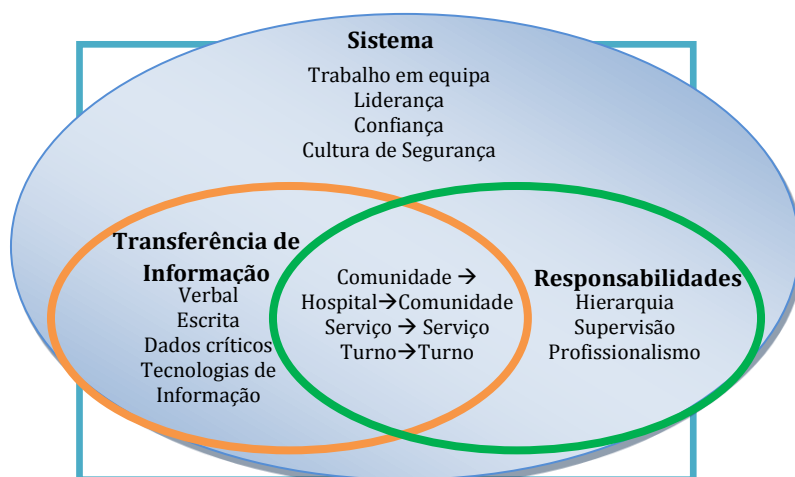 Sistema
Trabalho em equipa
Liderança
Confiança
Cultura de Segurança
Transferência de
Informação
Verbal
Escrita
Dados críticos
Tecnologias de
Informação
Comunidade →
Hospital→Comunidade
Serviço → Serviço
Turno→Turno
Responsabilidades
Hierarquia
Supervisão
Profissionalismo